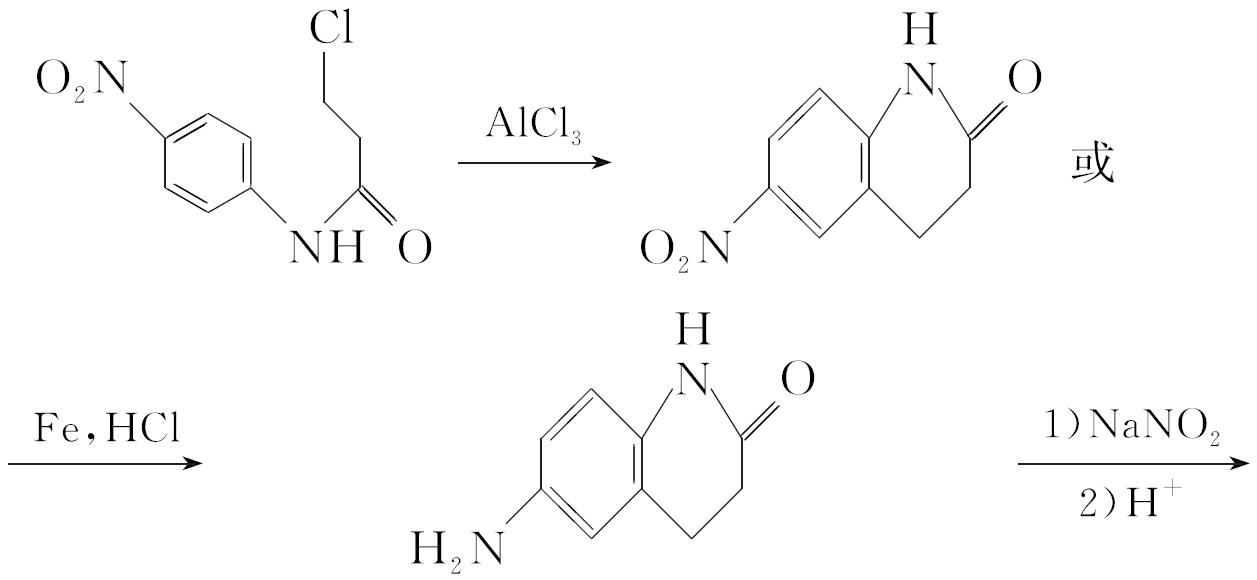 Cl
O₂N
NH
O
AlCl₃
H
N
O
O₂N
或
Fe,HCl
H
N
O
H₂N
1)NaNO₂
2)H⁺